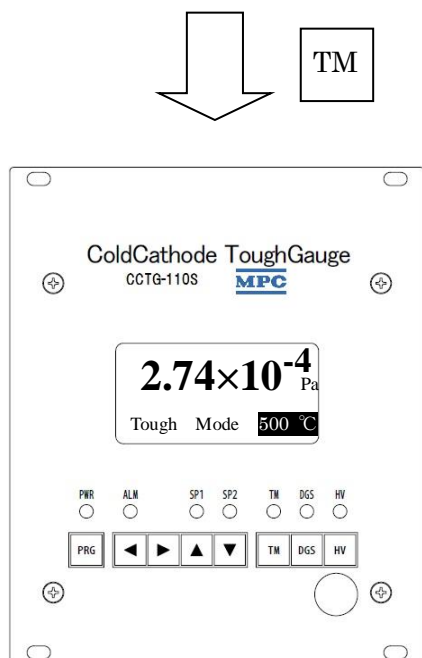 TM
ColdCathode ToughGauge
CCTG-110S MPC
2.74×10⁻⁴ Pa
Tough Mode 500 ℃
PWR ALM SP1 SP2 TM DGS HV
PRG ◀ ▶ ▲ ▼ TM DGS HV